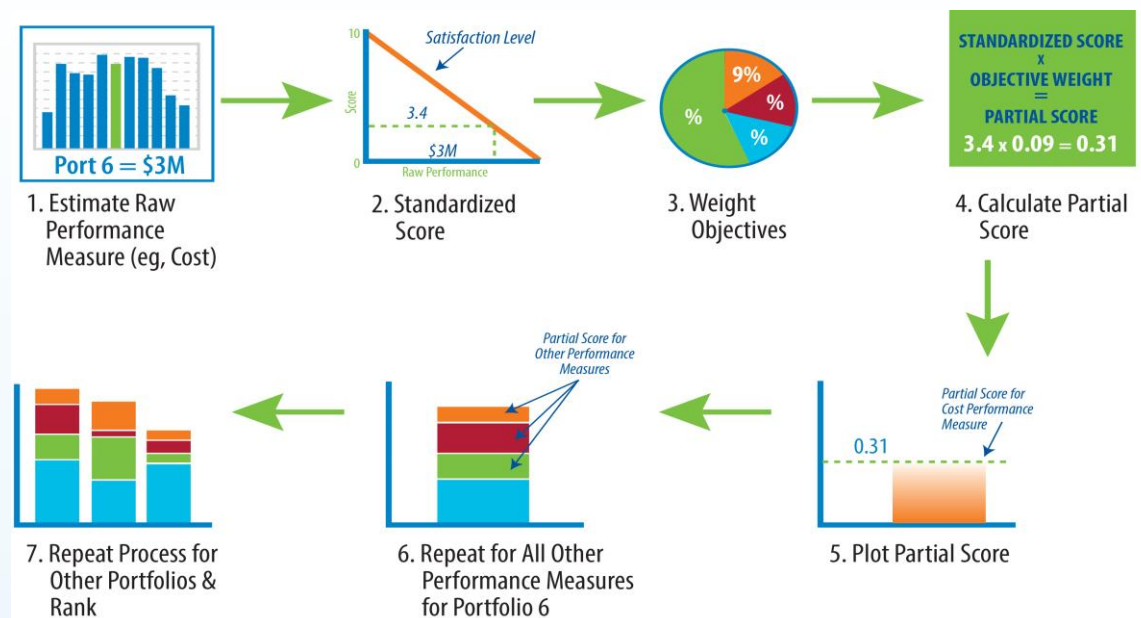 Port 6 = $3M
1. Estimate Raw
Performance
Measure (eg, Cost)
10
Satisfaction Level
Score
3.4
$3M
0
Raw Performance
2. Standardized
Score
9%
%
%
%
3. Weight
Objectives
STANDARDIZED SCORE
x
OBJECTIVE WEIGHT
=
PARTIAL SCORE
3.4 x 0.09 = 0.31
4. Calculate Partial
Score
Partial Score for
Cost Performance
Measure
0.31
5. Plot Partial Score
Partial Score for
Other Performance
Measures
6. Repeat for All Other
Performance Measures
for Portfolio 6
7. Repeat Process for
Other Portfolios &
Rank